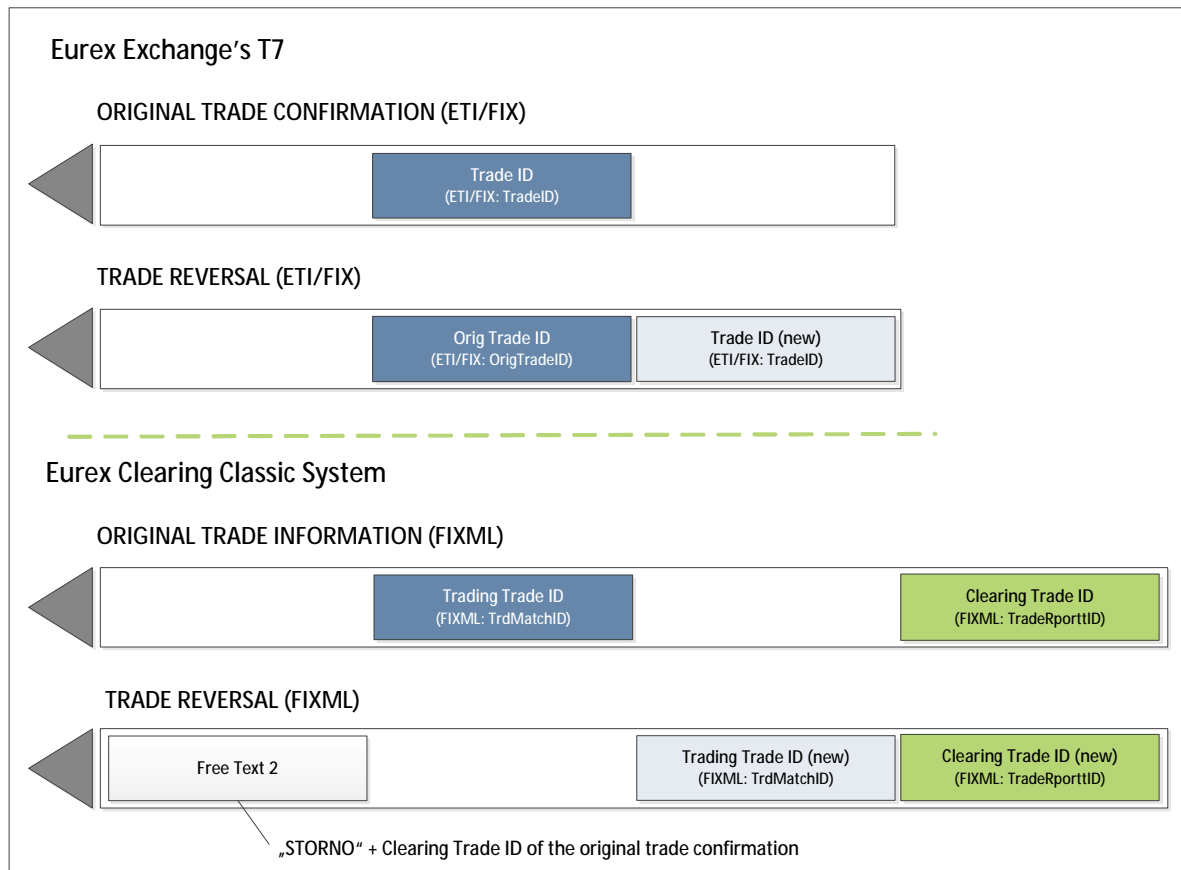 Eurex Exchange's T7
ORIGINAL TRADE CONFIRMATION (ETI/FIX)
Trade ID
(ETI/FIX: TradeID)
TRADE REVERSAL (ETI/FIX)
Orig Trade ID
(ETI/FIX: OrigTradeID)
Trade ID (new)
(ETI/FIX: TradeID)
Eurex Clearing Classic System
ORIGINAL TRADE INFORMATION (FIXML)
Trading Trade ID
(FIXML: TrdMatchID)
Clearing Trade ID
(FIXML: TradeRporttID)
TRADE REVERSAL (FIXML)
Free Text 2
Trading Trade ID (new)
(FIXML: TrdMatchID)
Clearing Trade ID (new)
(FIXML: TradeRporttID)
„STORNO“ + Clearing Trade ID of the original trade confirmation